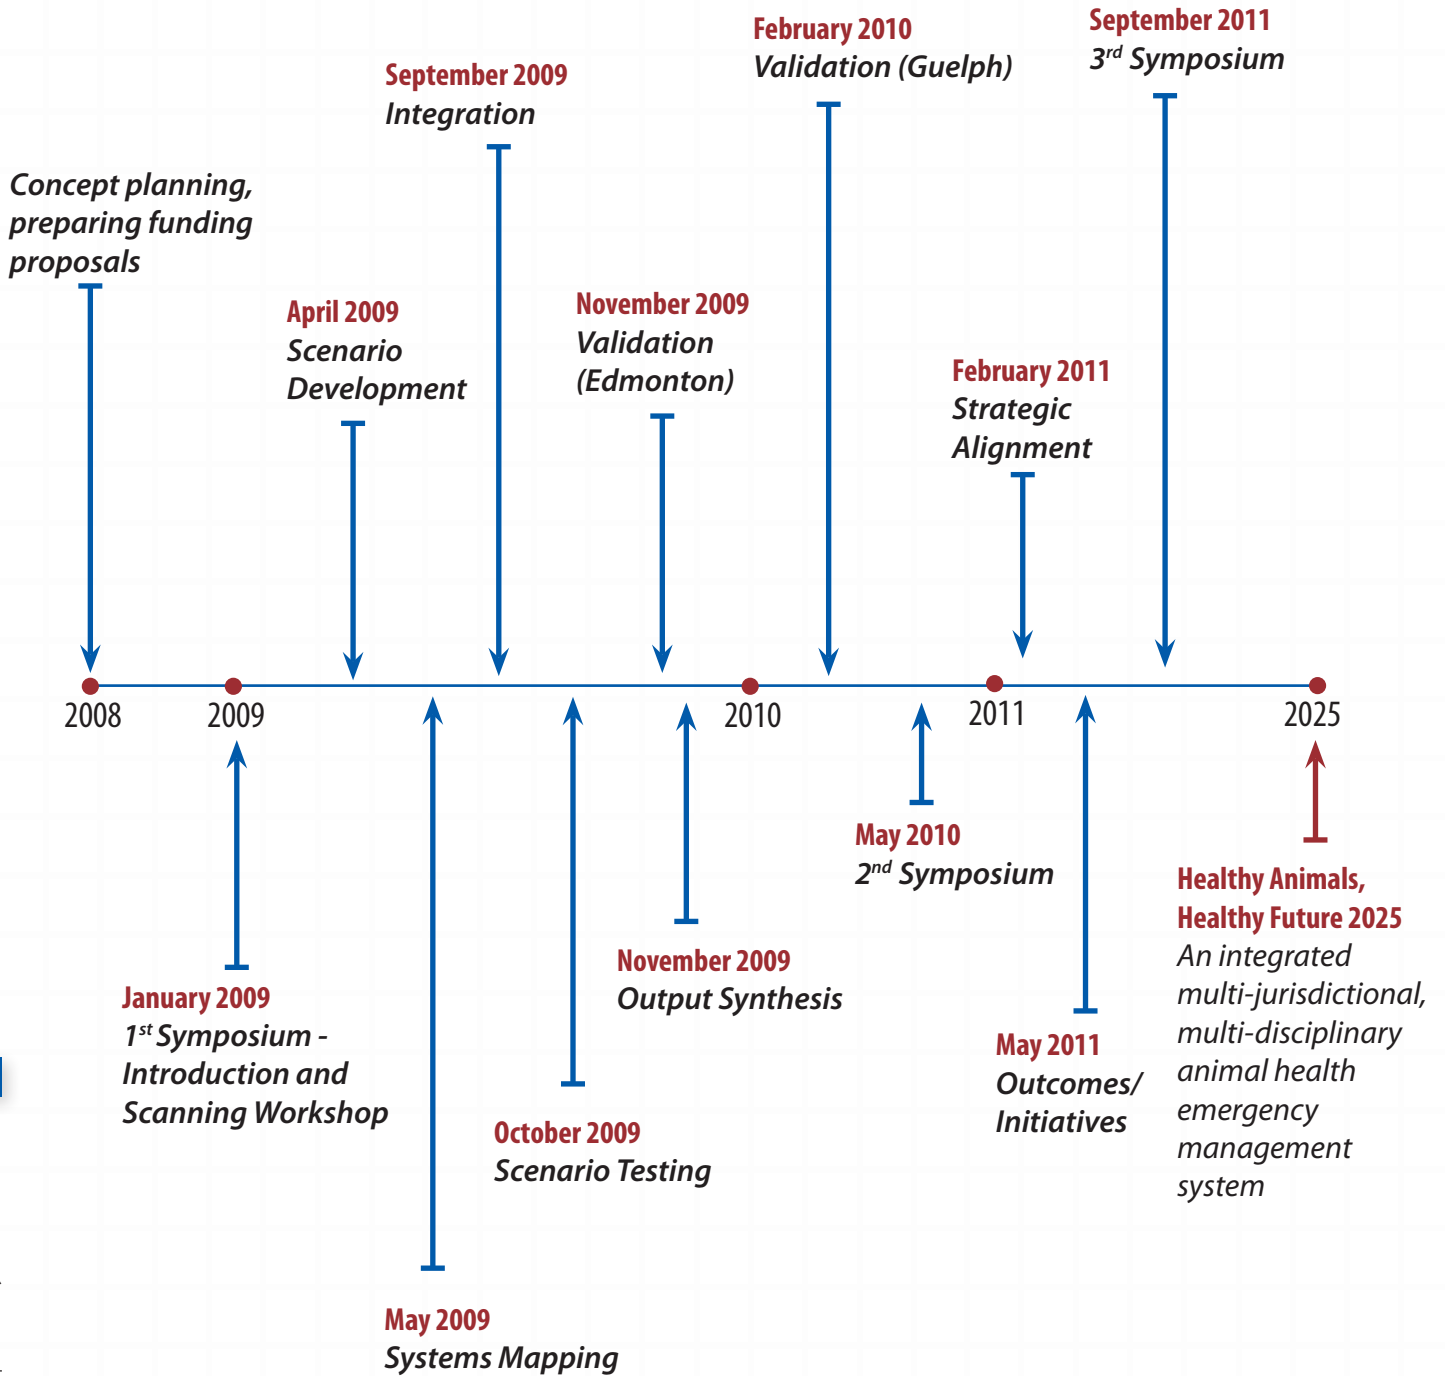 February 2010
Validation (Guelph)
September 2011
3rd Symposium
September 2009
Integration
Concept planning,
preparing funding
proposals
April 2009
Scenario
Development
November 2009
Validation
(Edmonton)
February 2011
Strategic
Alignment
2008
2009
2010
2011
2025
January 2009
1st Symposium -
Introduction and
Scanning Workshop
May 2009
Systems Mapping
October 2009
Scenario Testing
November 2009
Output Synthesis
May 2010
2nd Symposium
May 2011
Outcomes/
Initiatives
Healthy Animals,
Healthy Future 2025
An integrated
multi-jurisdictional,
multi-disciplinary
animal health
emergency
management
system